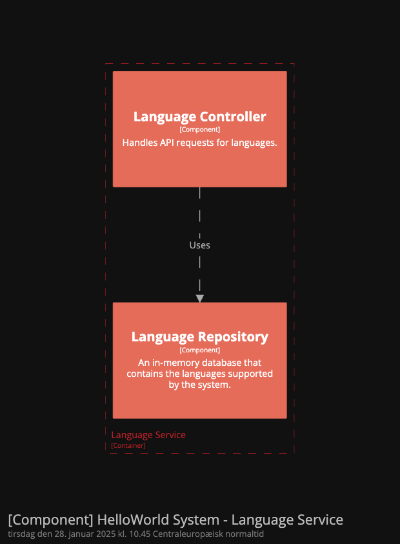 Language Controller
[Component]
Handles API requests for languages.
Uses
Language Repository
[Component]
An in-memory database that
contains the languages supported
by the system.
Language Service
[Container]
[Component] HelloWorld System - Language Service
tirsdag den 28. januar 2025 kl. 10.45 Centraleuropæisk normaltid